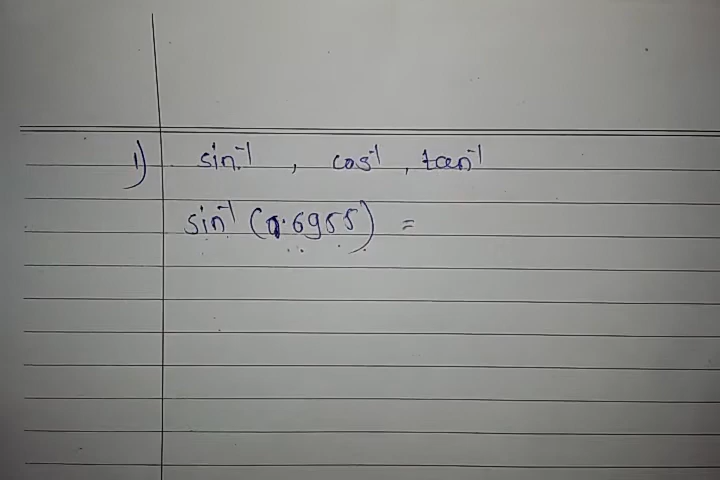 1) sin⁻¹ , cos⁻¹ , tan⁻¹
sin⁻¹ (0.6955) =